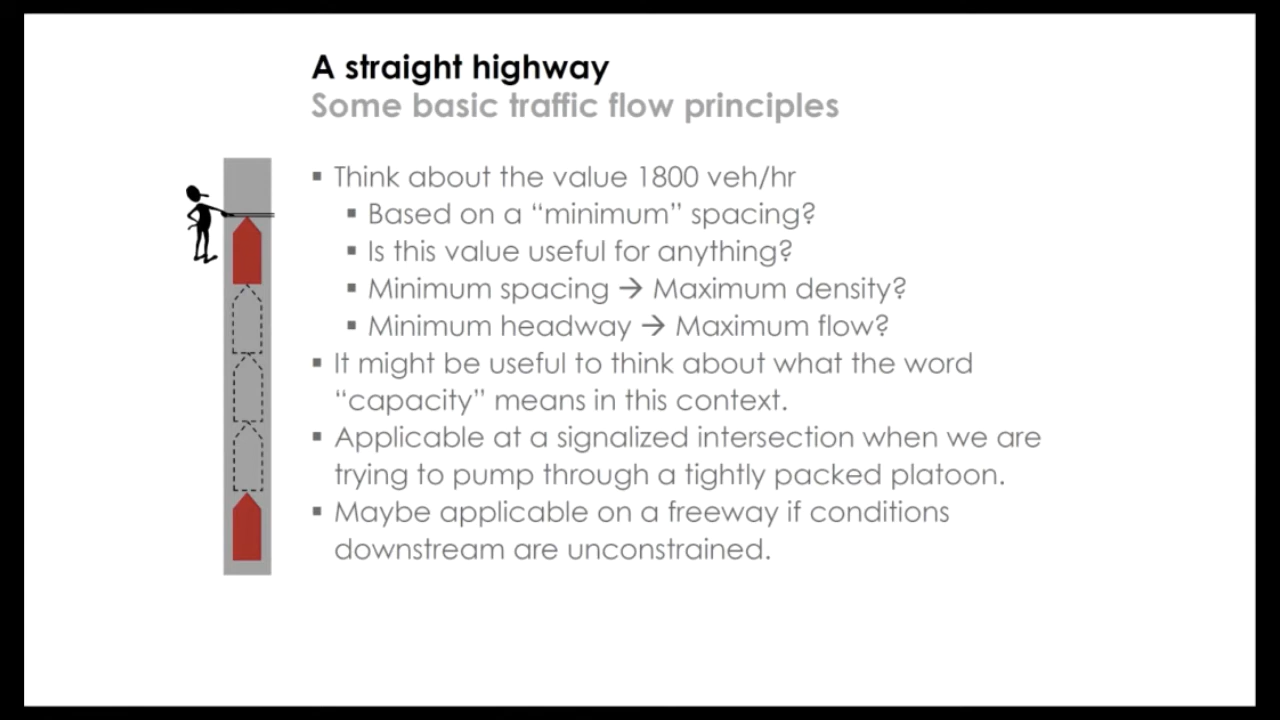 A straight highway
Some basic traffic flow principles
▪ Think about the value 1800 veh/hr
▪ Based on a “minimum” spacing?
▪ Is this value useful for anything?
▪ Minimum spacing → Maximum density?
▪ Minimum headway → Maximum flow?
▪ It might be useful to think about what the word
“capacity” means in this context.
▪ Applicable at a signalized intersection when we are
trying to pump through a tightly packed platoon.
▪ Maybe applicable on a freeway if conditions
downstream are unconstrained.